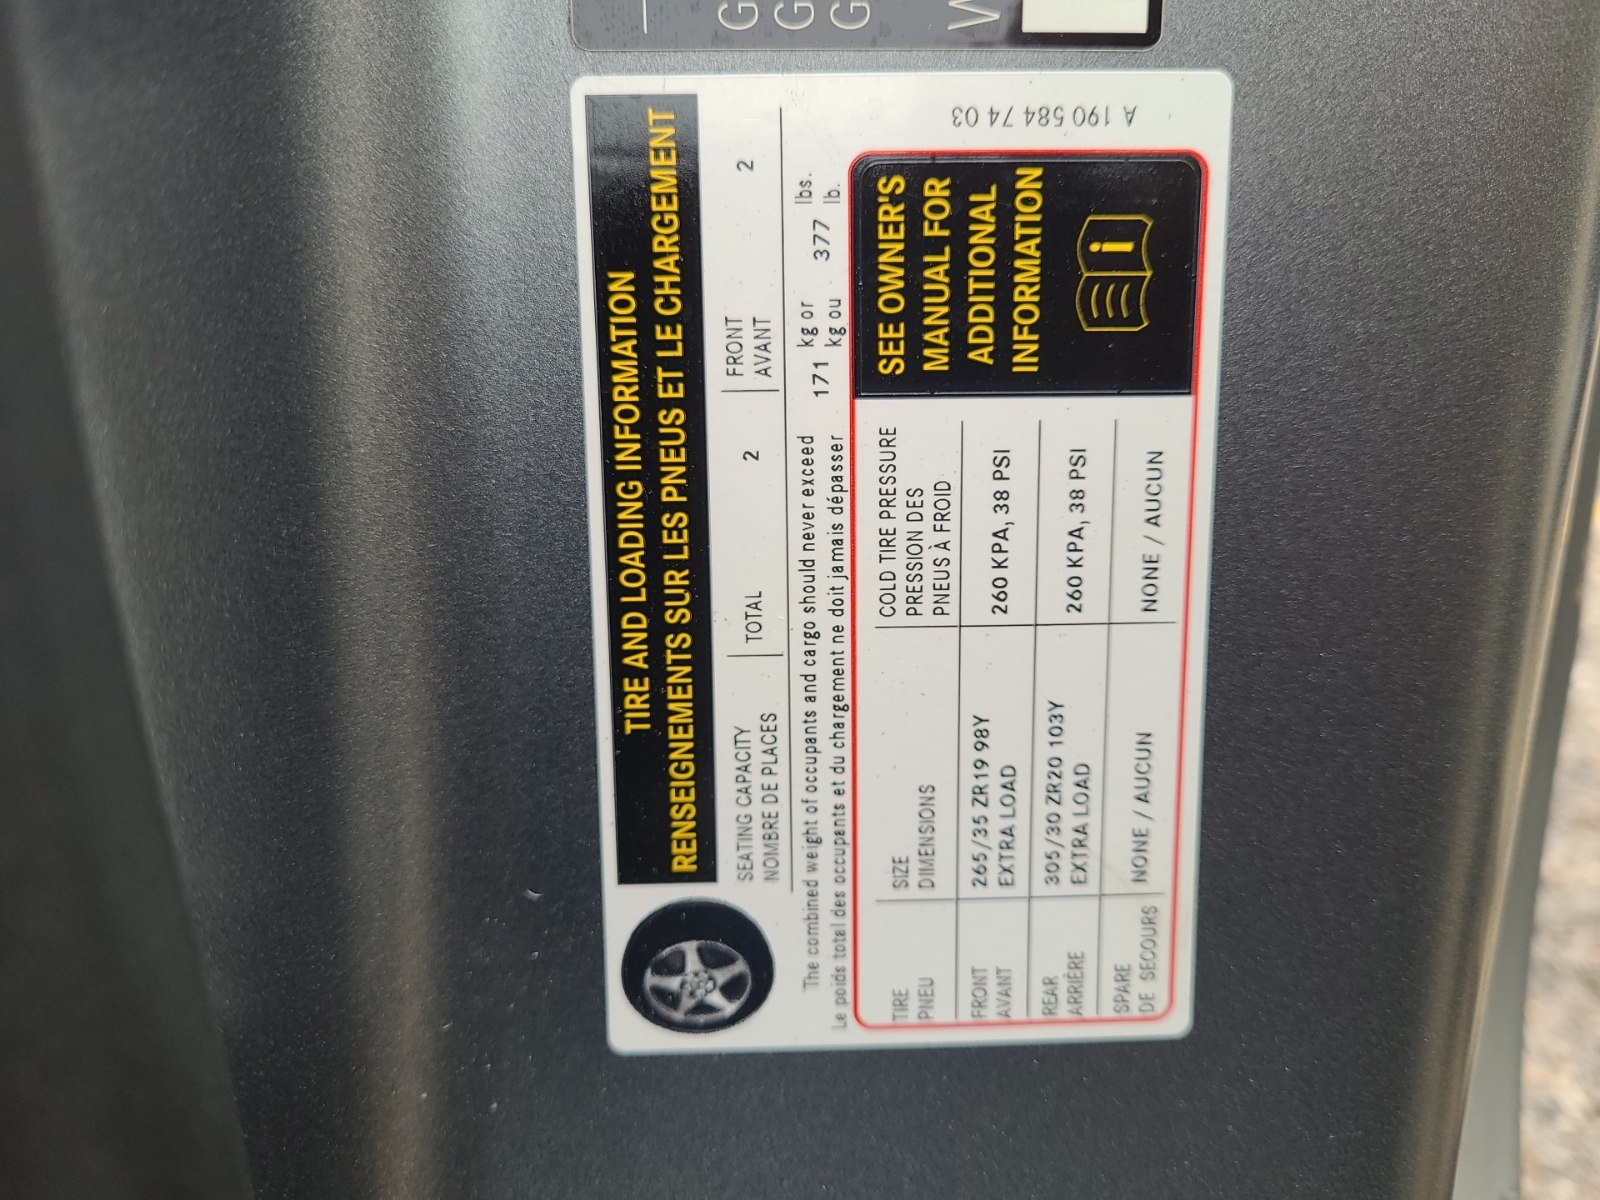 TIRE AND LOADING INFORMATION
RENSEIGNEMENTS SUR LES PNEUS ET LE CHARGEMENT
SEATING CAPACITY TOTAL 2 FRONT 2
NOMBRE DE PLACES AVANT
The combined weight of occupants and cargo should never exceed 171 kg or 377 lbs.
Le poids total des occupants et du chargement ne doit jamais dépasser kg ou lb.
TIRE SIZE COLD TIRE PRESSURE
PNEU DIMENSIONS PRESSION DES
PNEUS À FROID
FRONT 265/35 ZR19 98Y 260 KPA, 38 PSI
AVANT EXTRA LOAD
REAR 305/30 ZR20 103Y 260 KPA, 38 PSI
ARRIÈRE EXTRA LOAD
SPARE NONE / AUCUN NONE / AUCUN
DE SECOURS
SEE OWNER'S
MANUAL FOR
ADDITIONAL
INFORMATION
i
A 190 584 74 03
G
G
G
W